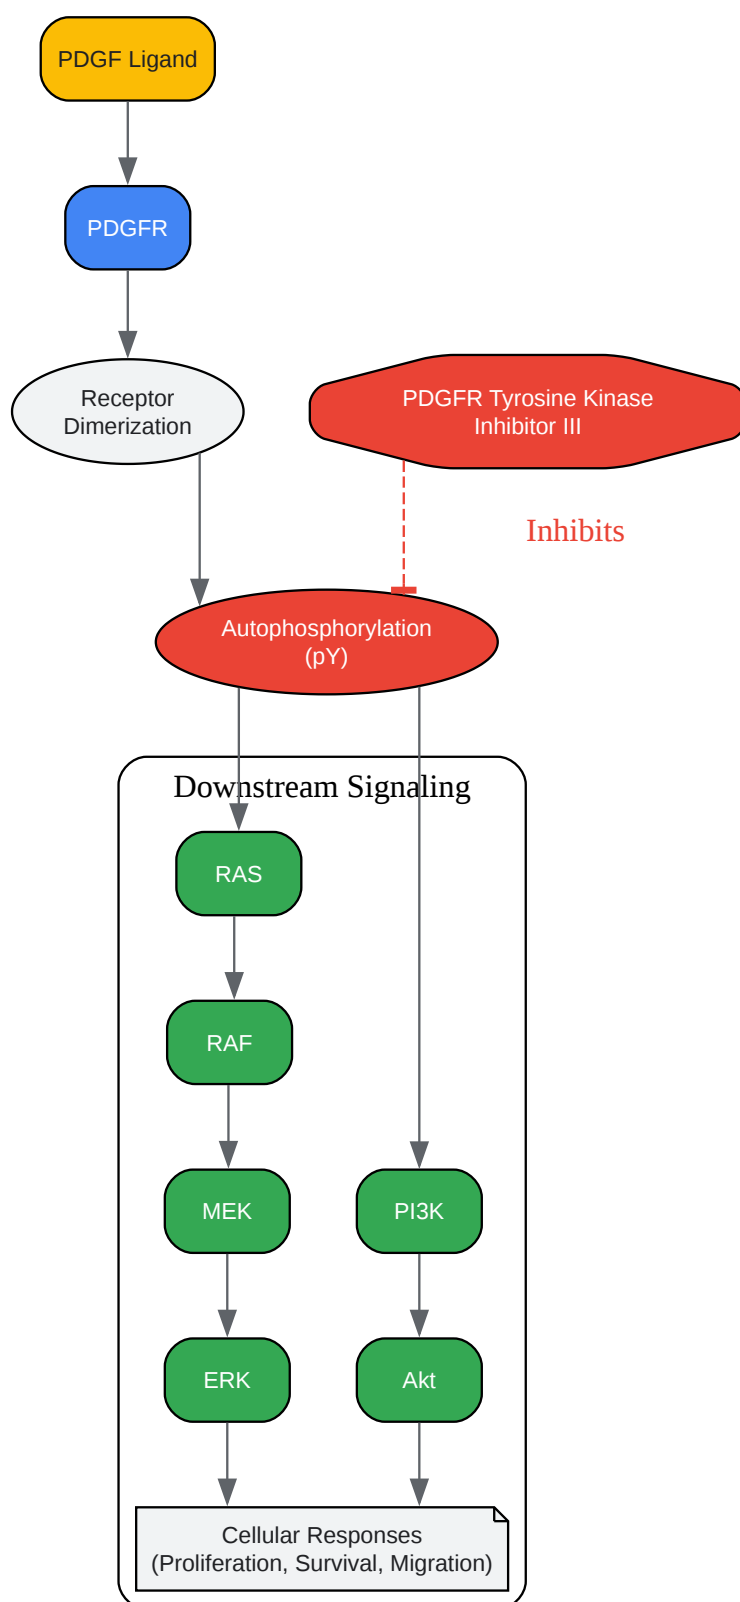 PDGF Ligand
PDGFR
Receptor
Dimerization
PDGFR Tyrosine Kinase
Inhibitor III
Inhibits
Autophosphorylation
(pY)
Downstream Signaling
RAS
RAF
MEK
PI3K
ERK
Akt
Cellular Responses
(Proliferation, Survival, Migration)